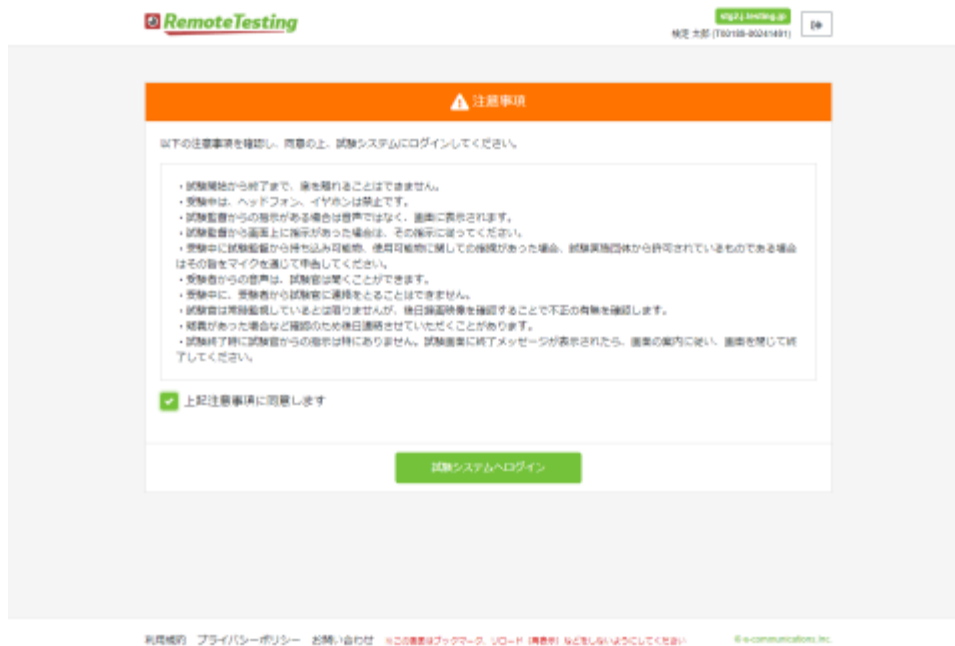 RemoteTesting
stg2.j-testing.jp
検定 太郎 (T00188-80241481)
注意事項
以下の注意事項を確認し、同意の上、試験システムにログインしてください。
・試験開始から終了まで、席を離れることはできません。
・受験中は、ヘッドフォン、イヤホンは禁止です。
・試験監督からの指示がある場合は音声ではなく、画面に表示されます。
・試験監督から画面上に指示があった場合は、その指示に従ってください。
・受験中に試験監督から持ち込み可能物、使用可能物に関しての指摘があった場合、試験実施団体から許可されているものである場合
はその旨をマイクを通じて申告してください。
・受験者からの音声は、試験官は聞くことができます。
・受験中に、受験者から試験官に連絡をとることはできません。
・試験官は常時監視しているとは限りませんが、後日録画映像を確認することで不正の有無を確認します。
・疑義があった場合など確認のため後日連絡させていただくことがあります。
・試験終了時に試験官からの指示は特にありません。試験画面に終了メッセージが表示されたら、画面の案内に従い、画面を閉じて終
了してください。
上記注意事項に同意します
試験システムへログイン
利用規約 プライバシーポリシー お問い合わせ ※この画面はブックマーク、リロード（再表示）などをしないようにしてください © e-communications, Inc.